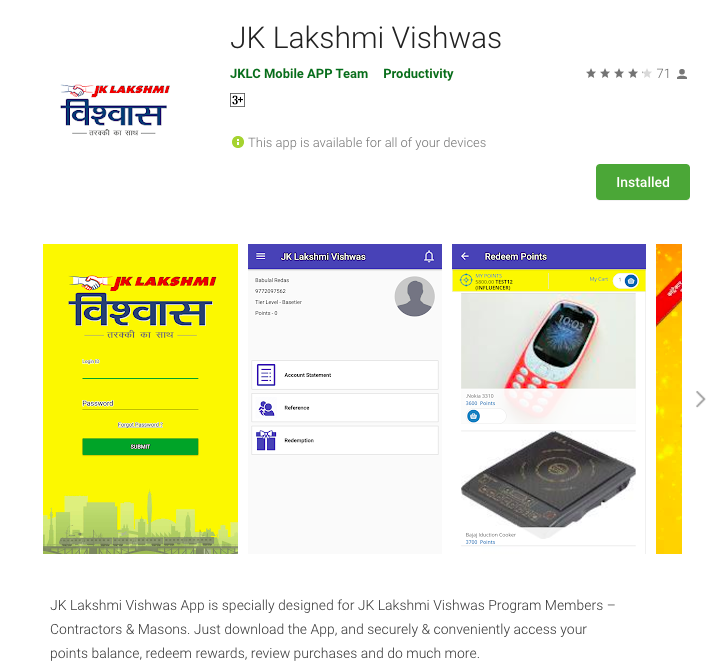 JK Lakshmi Vishwas
JKLC Mobile APP Team Productivity
71
3+
This app is available for all of your devices
Installed
JK LAKSHMI
विश्वास
तरक्की का साथ
JK LAKSHMI
विश्वास
तरक्की का साथ
Login ID
Password
Forgot Password ?
SUBMIT
JK Lakshmi Vishwas
Babulal Redas
9772097562
Tier Level - Basetier
Points - 0
Account Statement
Reference
Redemption
Redeem Points
MY POINTS
5800.00 TEST12
(INFLUENCER)
My Cart
10:03
Nokia 3310
3600 Points
Bajaj Iduction Cooker
3700 Points
JK Lakshmi Vishwas App is specially designed for JK Lakshmi Vishwas Program Members –
Contractors & Masons. Just download the App, and securely & conveniently access your
points balance, redeem rewards, review purchases and do much more.